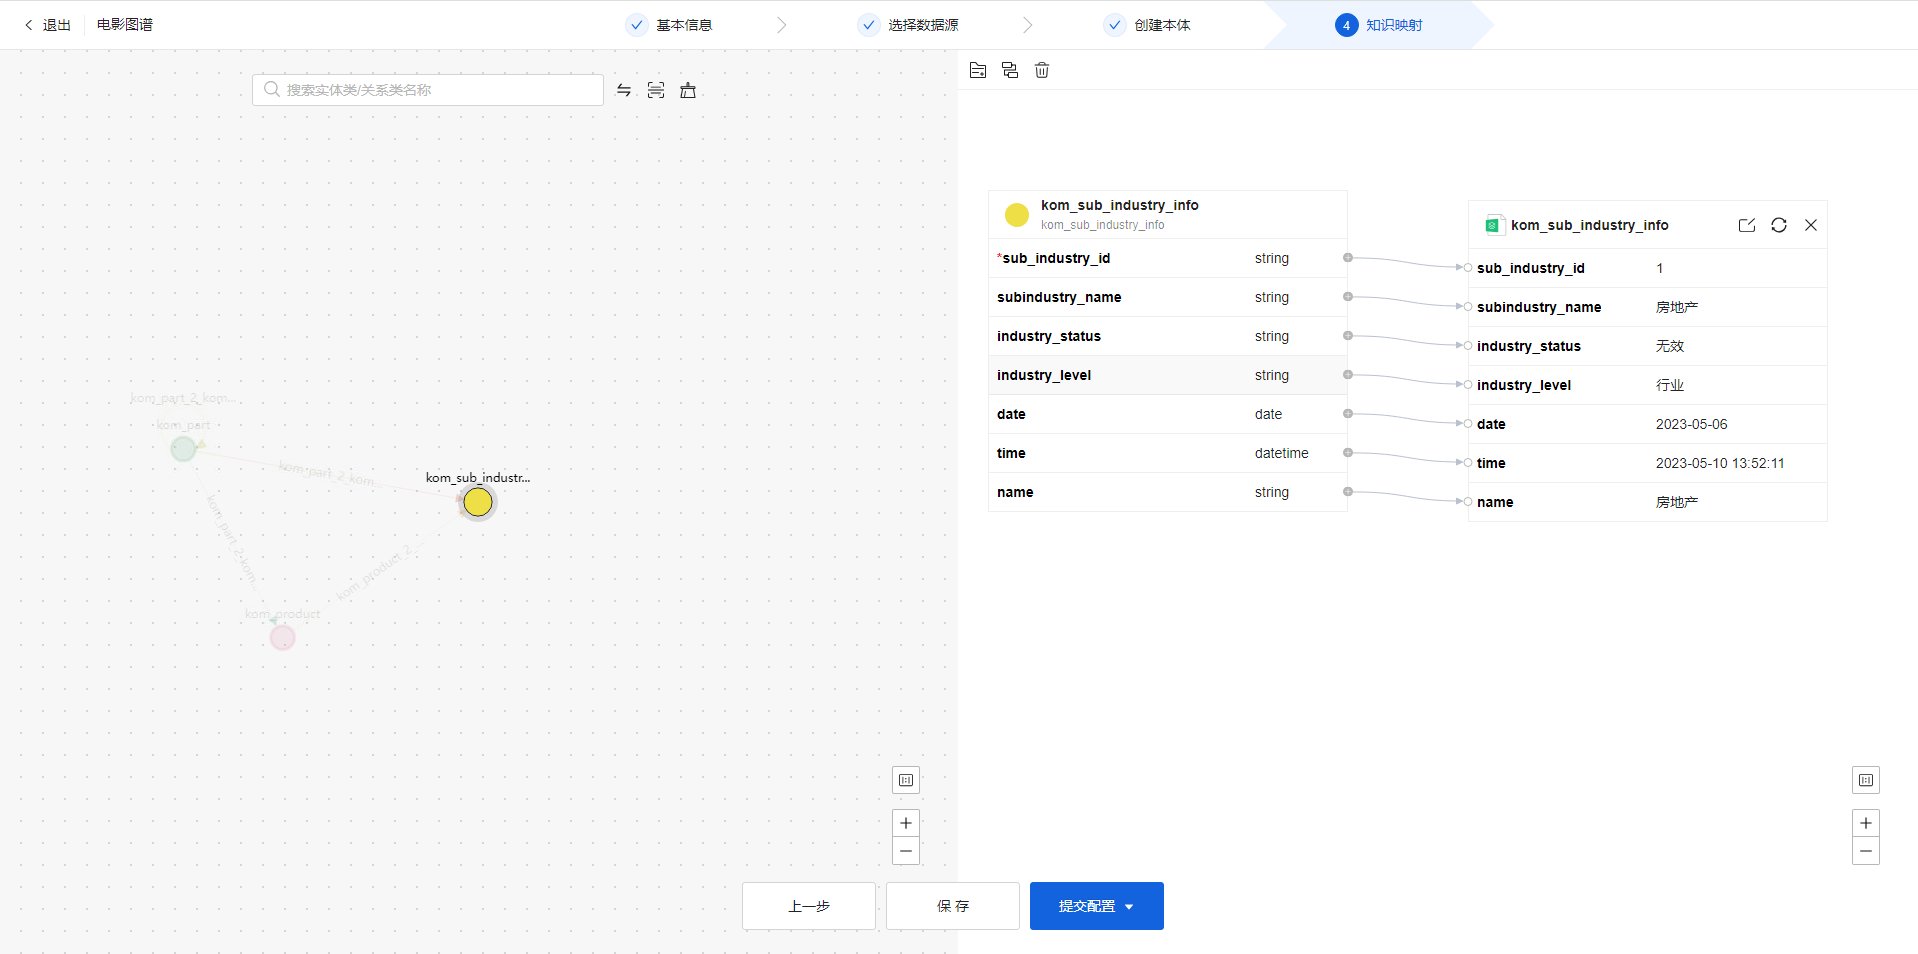 退出 电影图谱 基本信息 选择数据源 创建本体 4 知识映射
搜索实体类/关系类名称
kom_part_2_kom...
kom_part
kom_part_2_kom...
kom_sub_industr...
kom_part_2_kom...
kom_product_2_...
kom_product
kom_sub_industry_info
kom_sub_industry_info
*sub_industry_id string
subindustry_name string
industry_status string
industry_level string
date date
time datetime
name string
kom_sub_industry_info
sub_industry_id 1
subindustry_name 房地产
industry_status 无效
industry_level 行业
date 2023-05-06
time 2023-05-10 13:52:11
name 房地产
上一步 保存 提交配置